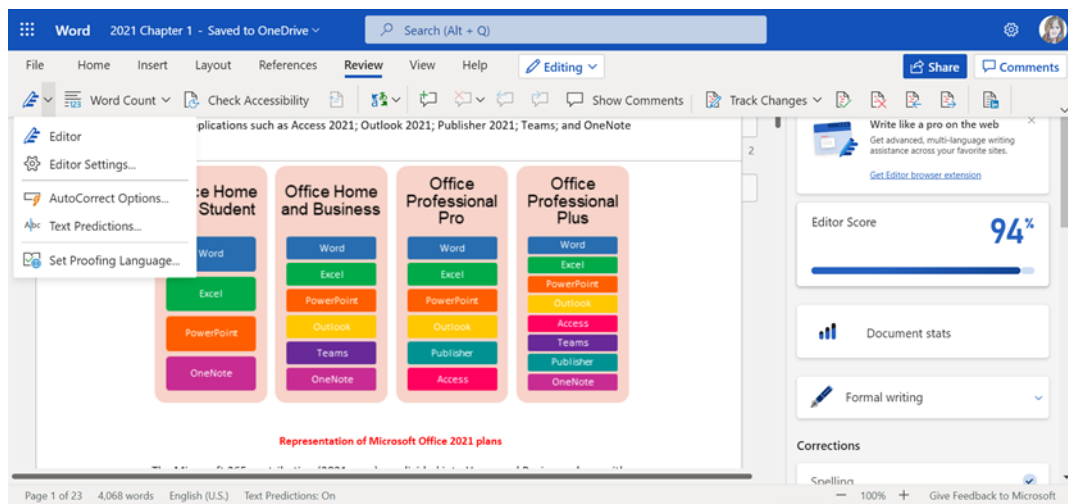 Word 2021 Chapter 1 - Saved to OneDrive Search (Alt + Q)
File Home Insert Layout References Review View Help Editing Share Comments
Word Count Check Accessibility Show Comments Track Changes
Editor
Editor Settings...
AutoCorrect Options...
Text Predictions...
Set Proofing Language...
plications such as Access 2021; Outlook 2021; Publisher 2021; Teams; and OneNote
2
Home
Student
Word
Excel
PowerPoint
OneNote
Office Home
and Business
Word
Excel
PowerPoint
Outlook
Teams
OneNote
Office
Professional
Pro
Word
Excel
PowerPoint
Outlook
Publisher
Access
Office
Professional
Plus
Word
Excel
PowerPoint
Outlook
Access
Teams
Publisher
OneNote
Representation of Microsoft Office 2021 plans
Write like a pro on the web
Get advanced, multi-language writing
assistance across your favorite sites.
Get Editor browser extension
Editor Score 94%
Document stats
Formal writing
Corrections
Spelling
Page 1 of 23 4,068 words English (U.S.) Text Predictions: On 100% Give Feedback to Microsoft